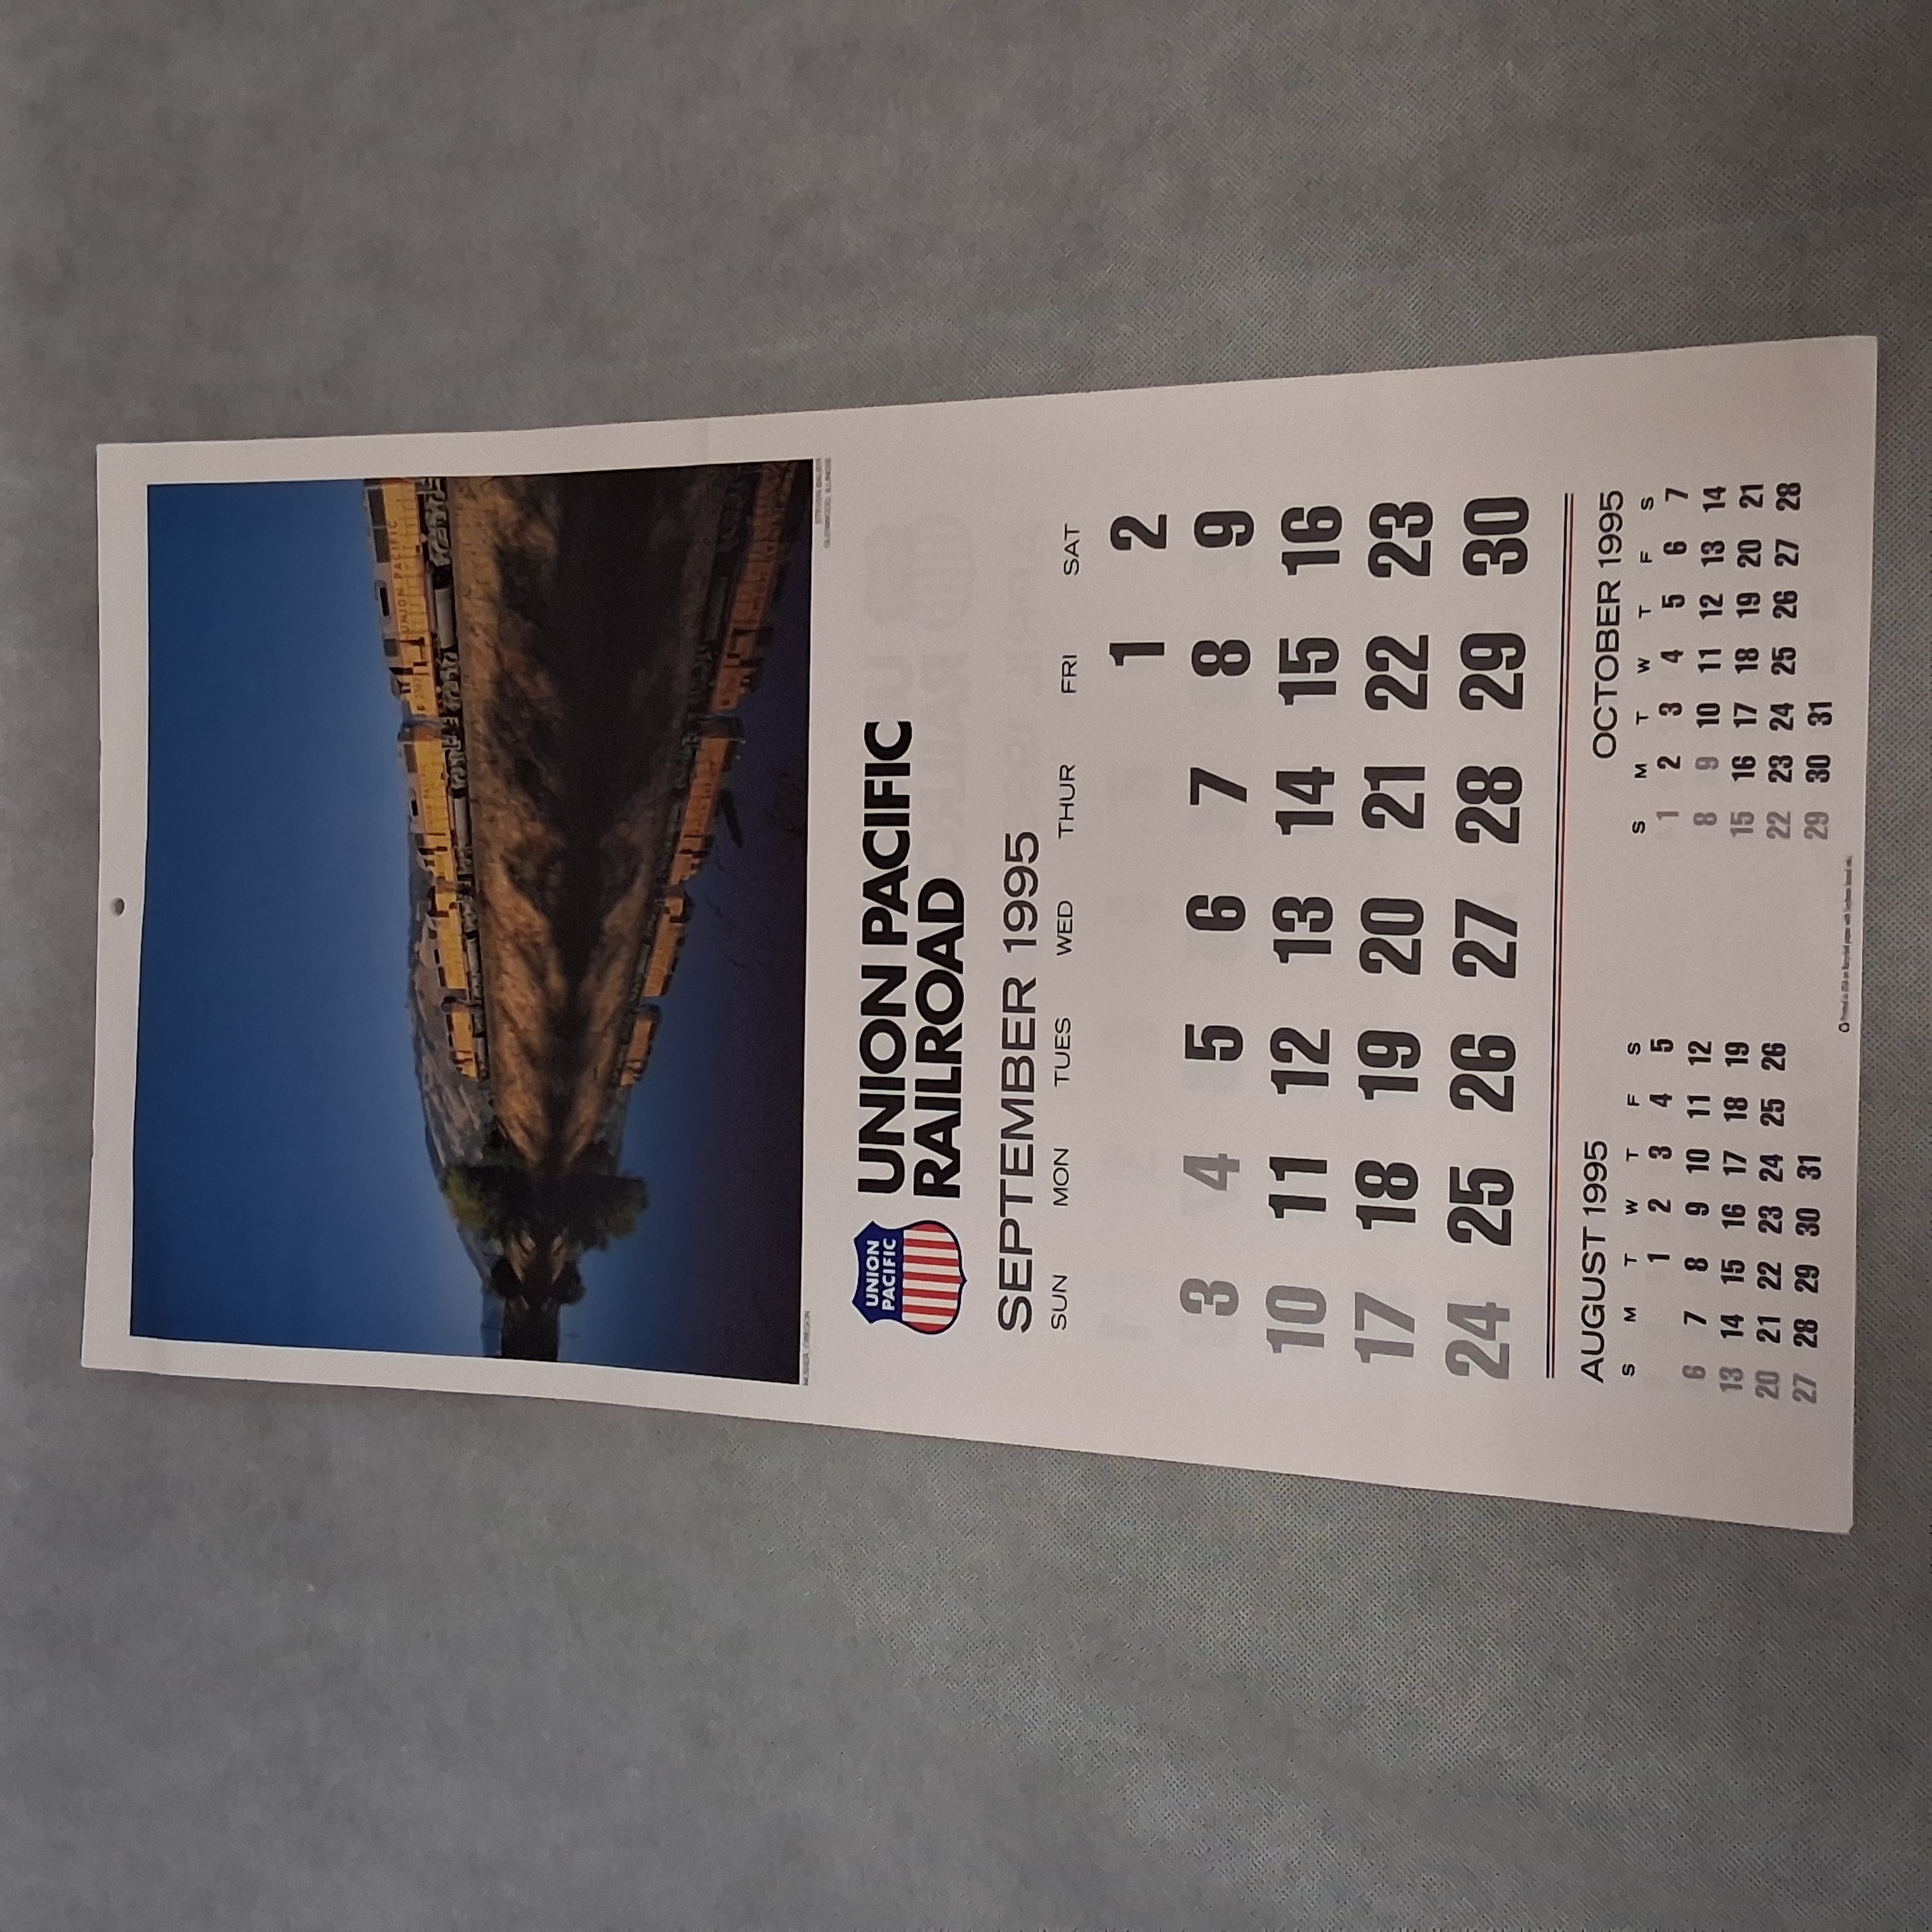 UNION PACIFIC
MOSIER, OREGON
UNION
PACIFIC
UNION PACIFIC
RAILROAD
SEPTEMBER 1995
SUN MON TUES WED THUR FRI SAT
1 2
3 4 5 6 7 8 9
10 11 12 13 14 15 16
17 18 19 20 21 22 23
24 25 26 27 28 29 30
AUGUST 1995
S M T W T F S
1 2 3 4 5
6 7 8 9 10 11 12
13 14 15 16 17 18 19
20 21 22 23 24 25 26
27 28 29 30 31
OCTOBER 1995
S M T W T F S
1 2 3 4 5 6 7
8 9 10 11 12 13 14
15 16 17 18 19 20 21
22 23 24 25 26 27 28
29 30 31